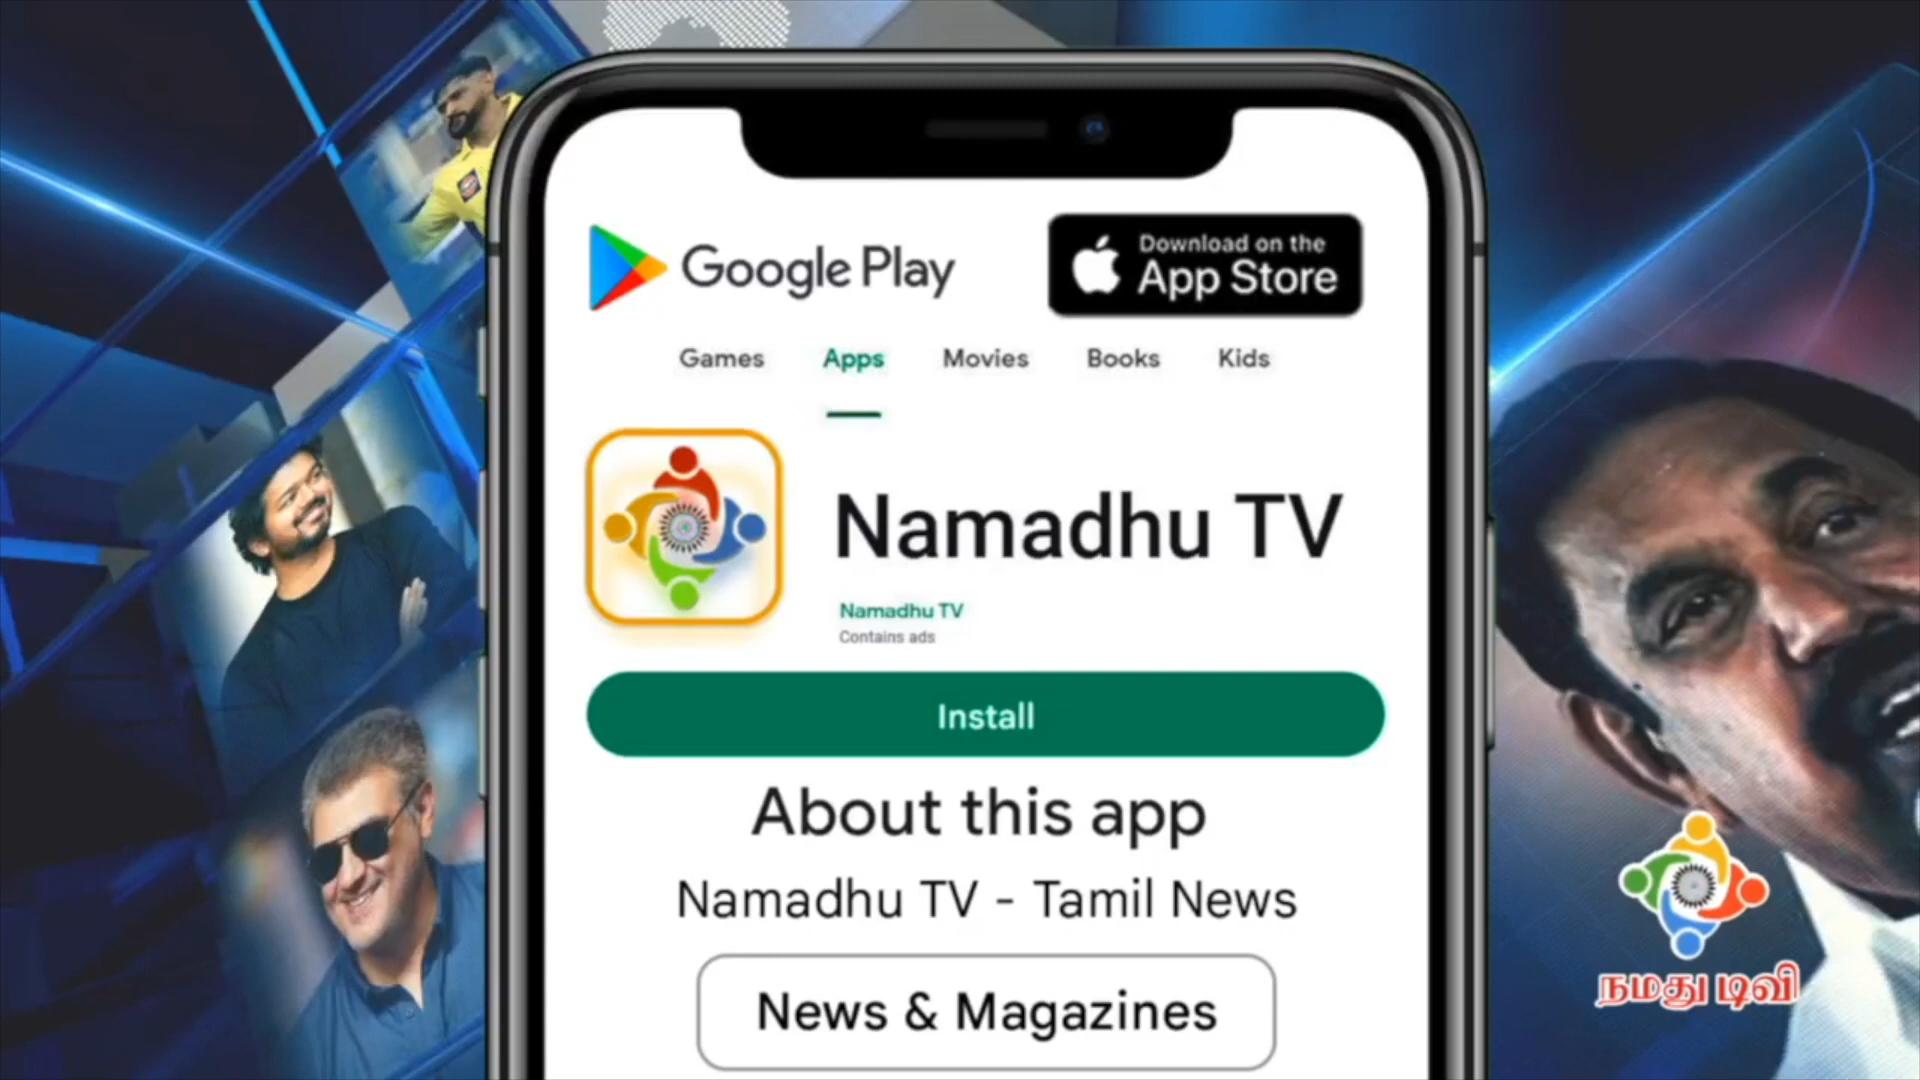 Google Play
Download on the
App Store
Games Apps Movies Books Kids
Namadhu TV
Namadhu TV
Contains ads
Install
About this app
Namadhu TV - Tamil News
News & Magazines
நமது டிவி